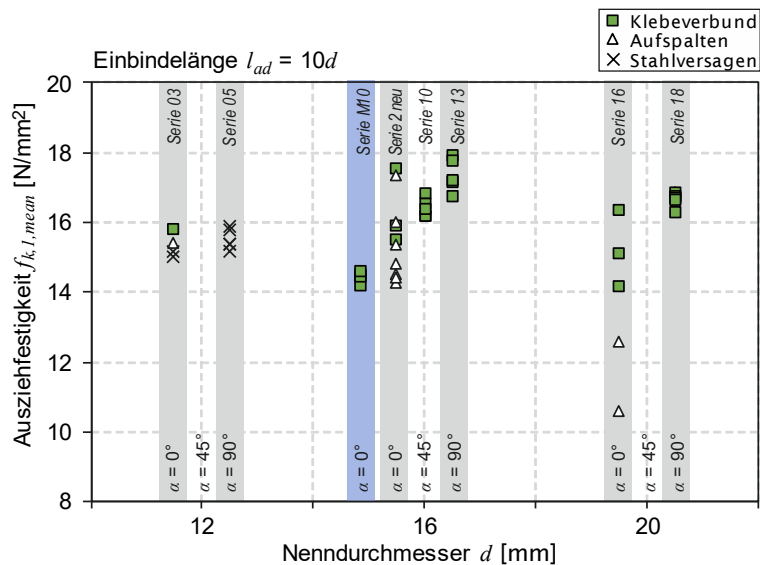 Klebeverbund
Aufspalten
Stahlversagen
Einbindelänge l_ad = 10d
Ausziehfestigkeit f_k,1,mean [N/mm²]
20
18
16
14
12
10
8
Serie 03
Serie 05
Serie M10
Serie 2 neu
Serie 10
Serie 13
Serie 16
Serie 18
α = 0°
α = 45°
α = 90°
α = 0°
α = 0°
α = 45°
α = 90°
α = 0°
α = 45°
α = 90°
12
16
20
Nenndurchmesser d [mm]